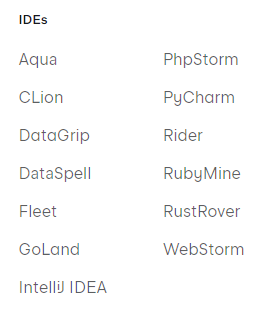 IDEs
Aqua
CLion
DataGrip
DataSpell
Fleet
GoLand
IntelliJ IDEA
PhpStorm
PyCharm
Rider
RubyMine
RustRover
WebStorm